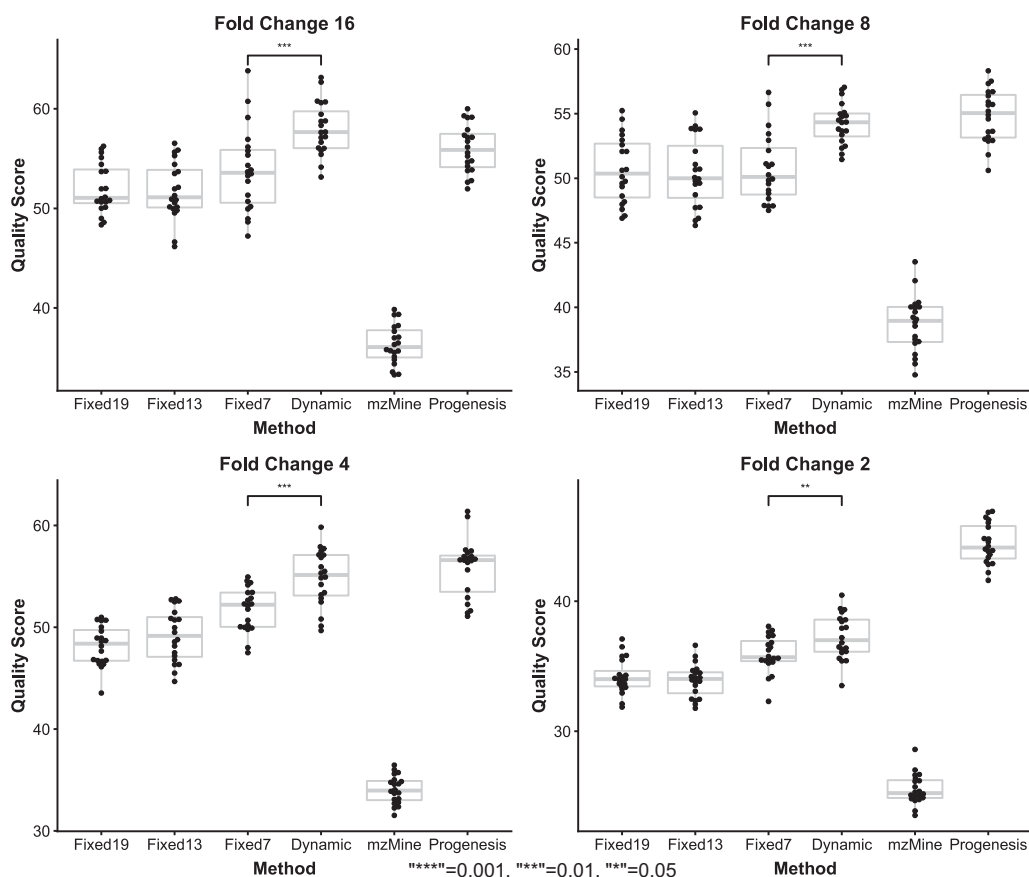 Fold Change 16
***
60
50
40
Quality Score
Fixed19 Fixed13 Fixed7 Dynamic mzMine Progenesis
Method
Fold Change 8
***
55
50
45
40
35
Quality Score
Fixed19 Fixed13 Fixed7 Dynamic mzMine Progenesis
Method
Fold Change 4
***
60
50
40
30
Quality Score
Fixed19 Fixed13 Fixed7 Dynamic mzMine Progenesis
Method
Fold Change 2
**
40
30
Quality Score
Fixed19 Fixed13 Fixed7 Dynamic mzMine Progenesis
Method
"***"=0.001, "**"=0.01, "*"=0.05